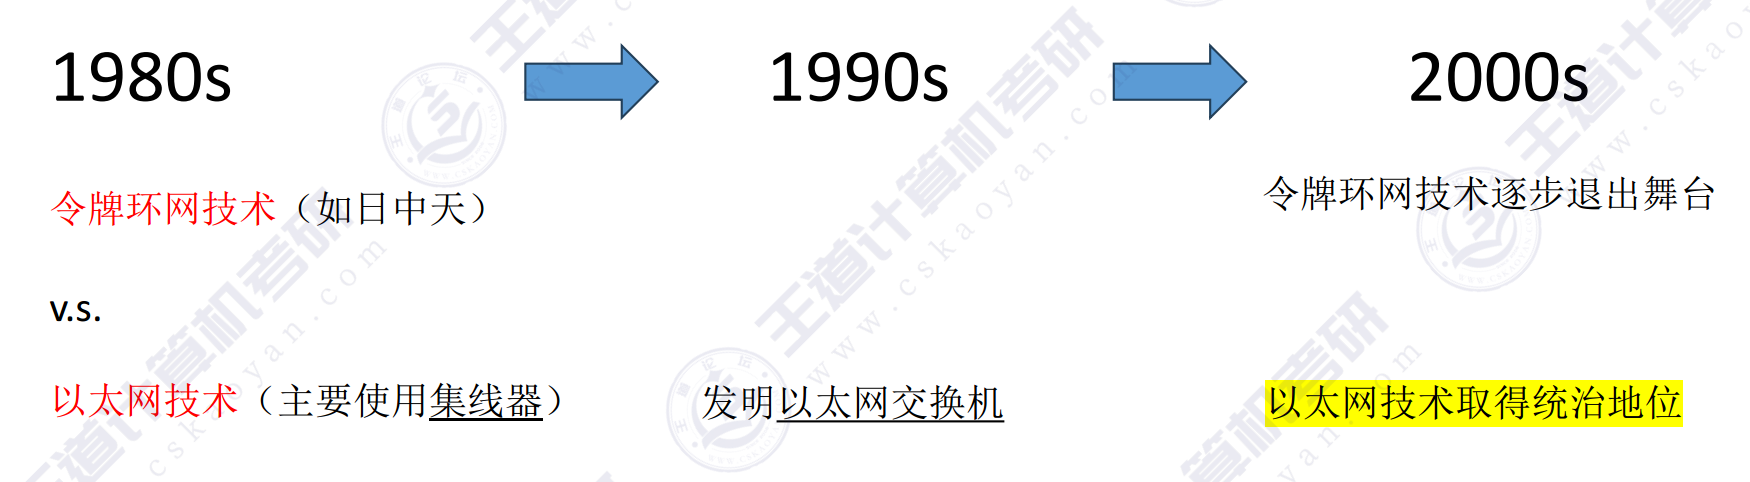 1980s
1990s
2000s
令牌环网技术（如日中天）
令牌环网技术逐步退出舞台
v.s.
以太网技术（主要使用集线器）
发明以太网交换机
以太网技术取得统治地位
王道计算机考研
www.cskaoyan.com